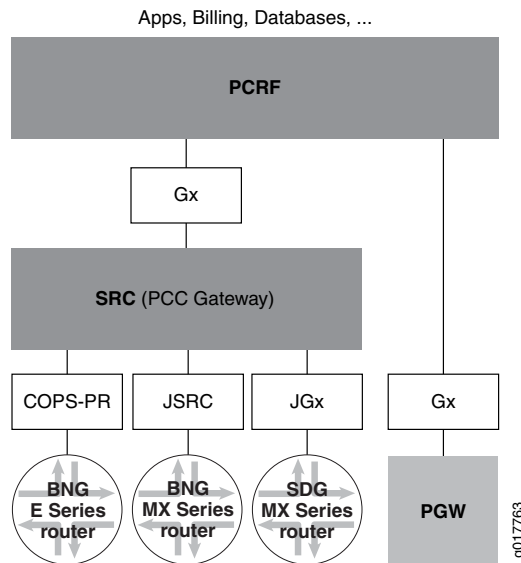 Apps, Billing, Databases, ...
PCRF
Gx
SRC (PCC Gateway)
COPS-PR
JSRC
JGx
Gx
BNG
E Series
router
BNG
MX Series
router
SDG
MX Series
router
PGW
g017763